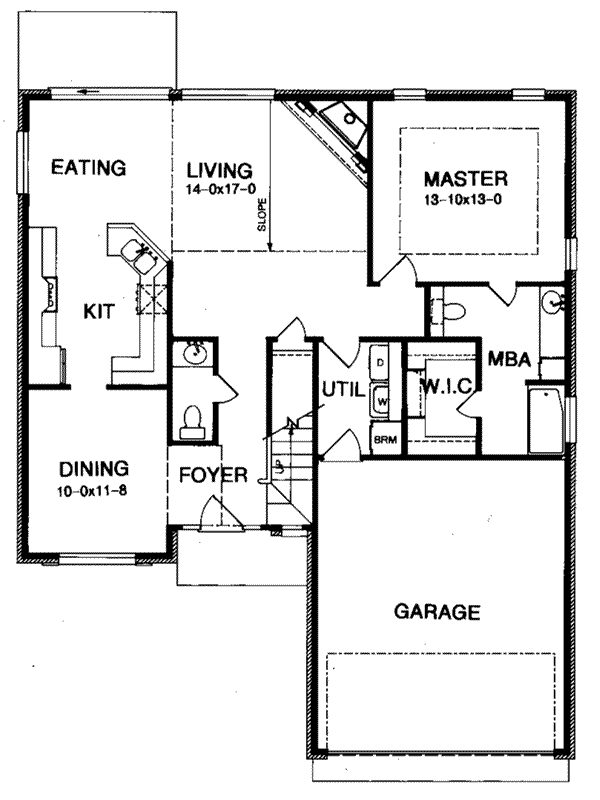 EATING
LIVING
14-0x17-0
SLOPE
MASTER
13-10x13-0
KIT
MBA
UTIL
D
W
BRM
W.I.C.
DINING
10-0x11-8
FOYER
UP
GARAGE